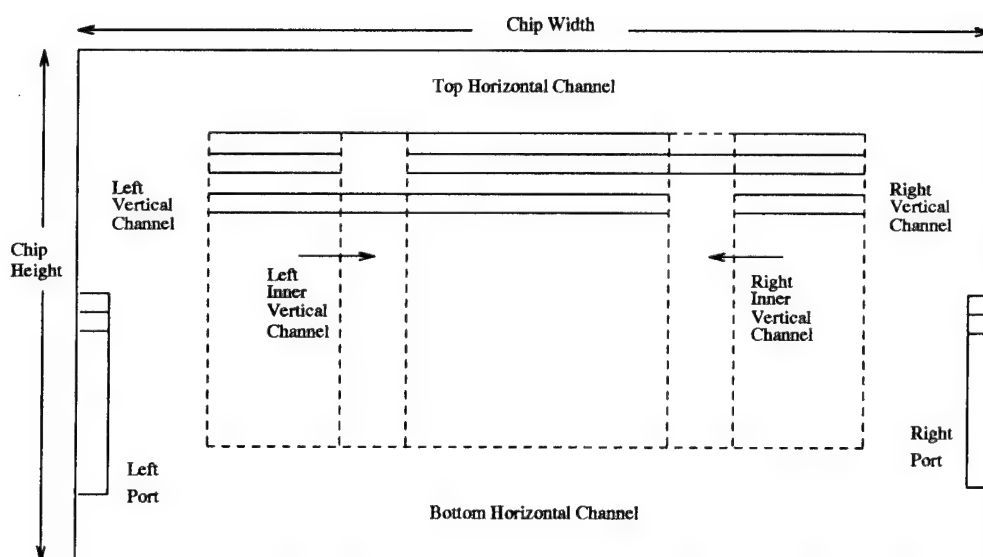 Chip Width
Top Horizontal Channel
Left
Vertical
Channel
Right
Vertical
Channel
Chip
Height
Left
Inner
Vertical
Channel
Right
Inner
Vertical
Channel
Left
Port
Right
Port
Bottom Horizontal Channel